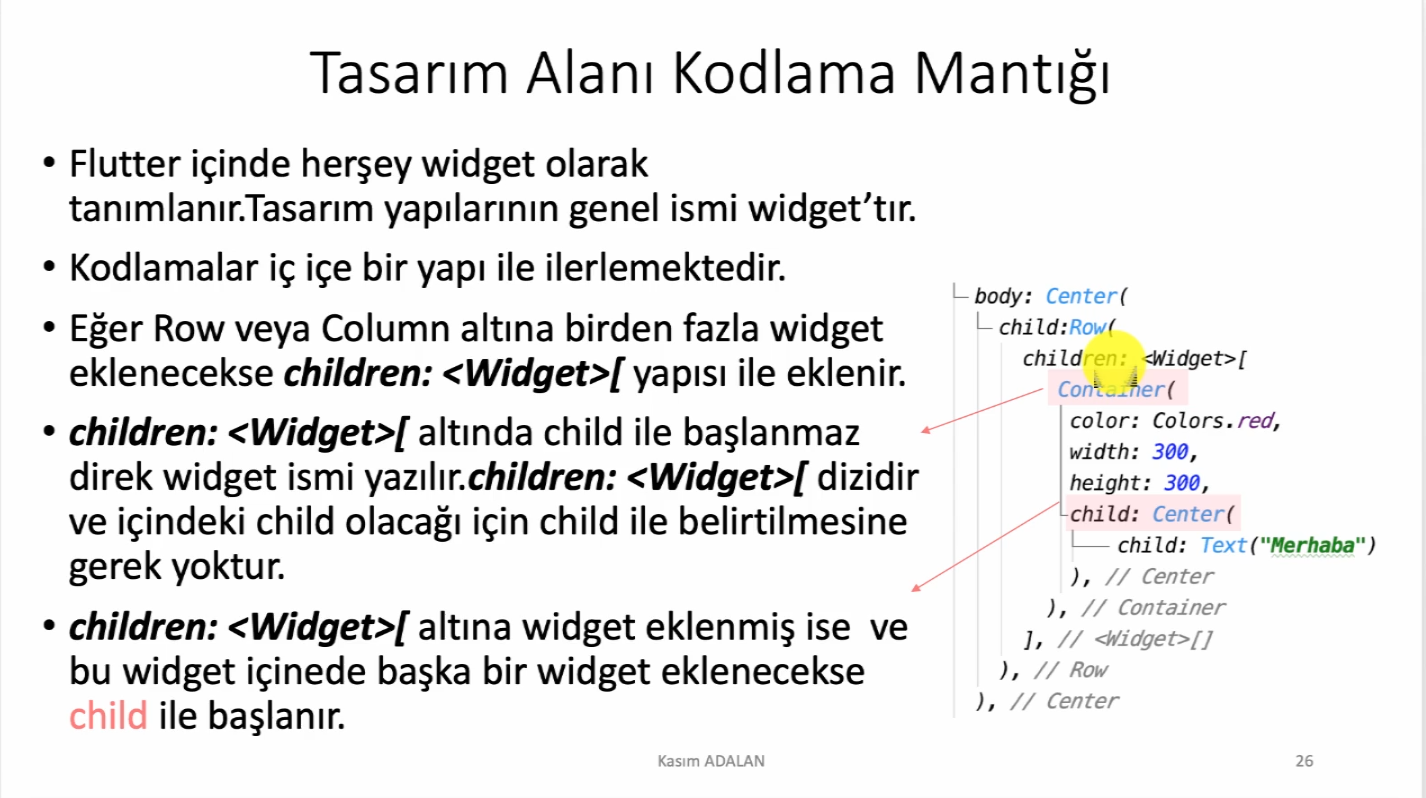 Tasarım Alanı Kodlama Mantığı
• Flutter içinde herşey widget olarak
tanımlanır.Tasarım yapılarının genel ismi widget’tır.
• Kodlamalar iç içe bir yapı ile ilerlemektedir.
• Eğer Row veya Column altına birden fazla widget
eklenecekse children: <Widget>[ yapısı ile eklenir.
• children: <Widget>[ altında child ile başlanmaz
direk widget ismi yazılır.children: <Widget>[ dizidir
ve içindeki child olacağı için child ile belirtilmesine
gerek yoktur.
• children: <Widget>[ altına widget eklenmiş ise ve
bu widget içinede başka bir widget eklenecekse
child ile başlanır.
body: Center(
child:Row(
children: <Widget>[
Container(
color: Colors.red,
width: 300,
height: 300,
child: Center(
child: Text("Merhaba")
), // Center
), // Container
], // <Widget>[]
), // Row
), // Center
Kasım ADALAN
26